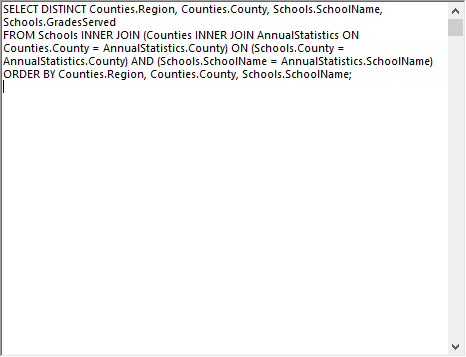 SELECT DISTINCT Counties.Region, Counties.County, Schools.SchoolName,
Schools.GradesServed
FROM Schools INNER JOIN (Counties INNER JOIN AnnualStatistics ON
Counties.County = AnnualStatistics.County) ON (Schools.County =
AnnualStatistics.County) AND (Schools.SchoolName = AnnualStatistics.SchoolName)
ORDER BY Counties.Region, Counties.County, Schools.SchoolName;